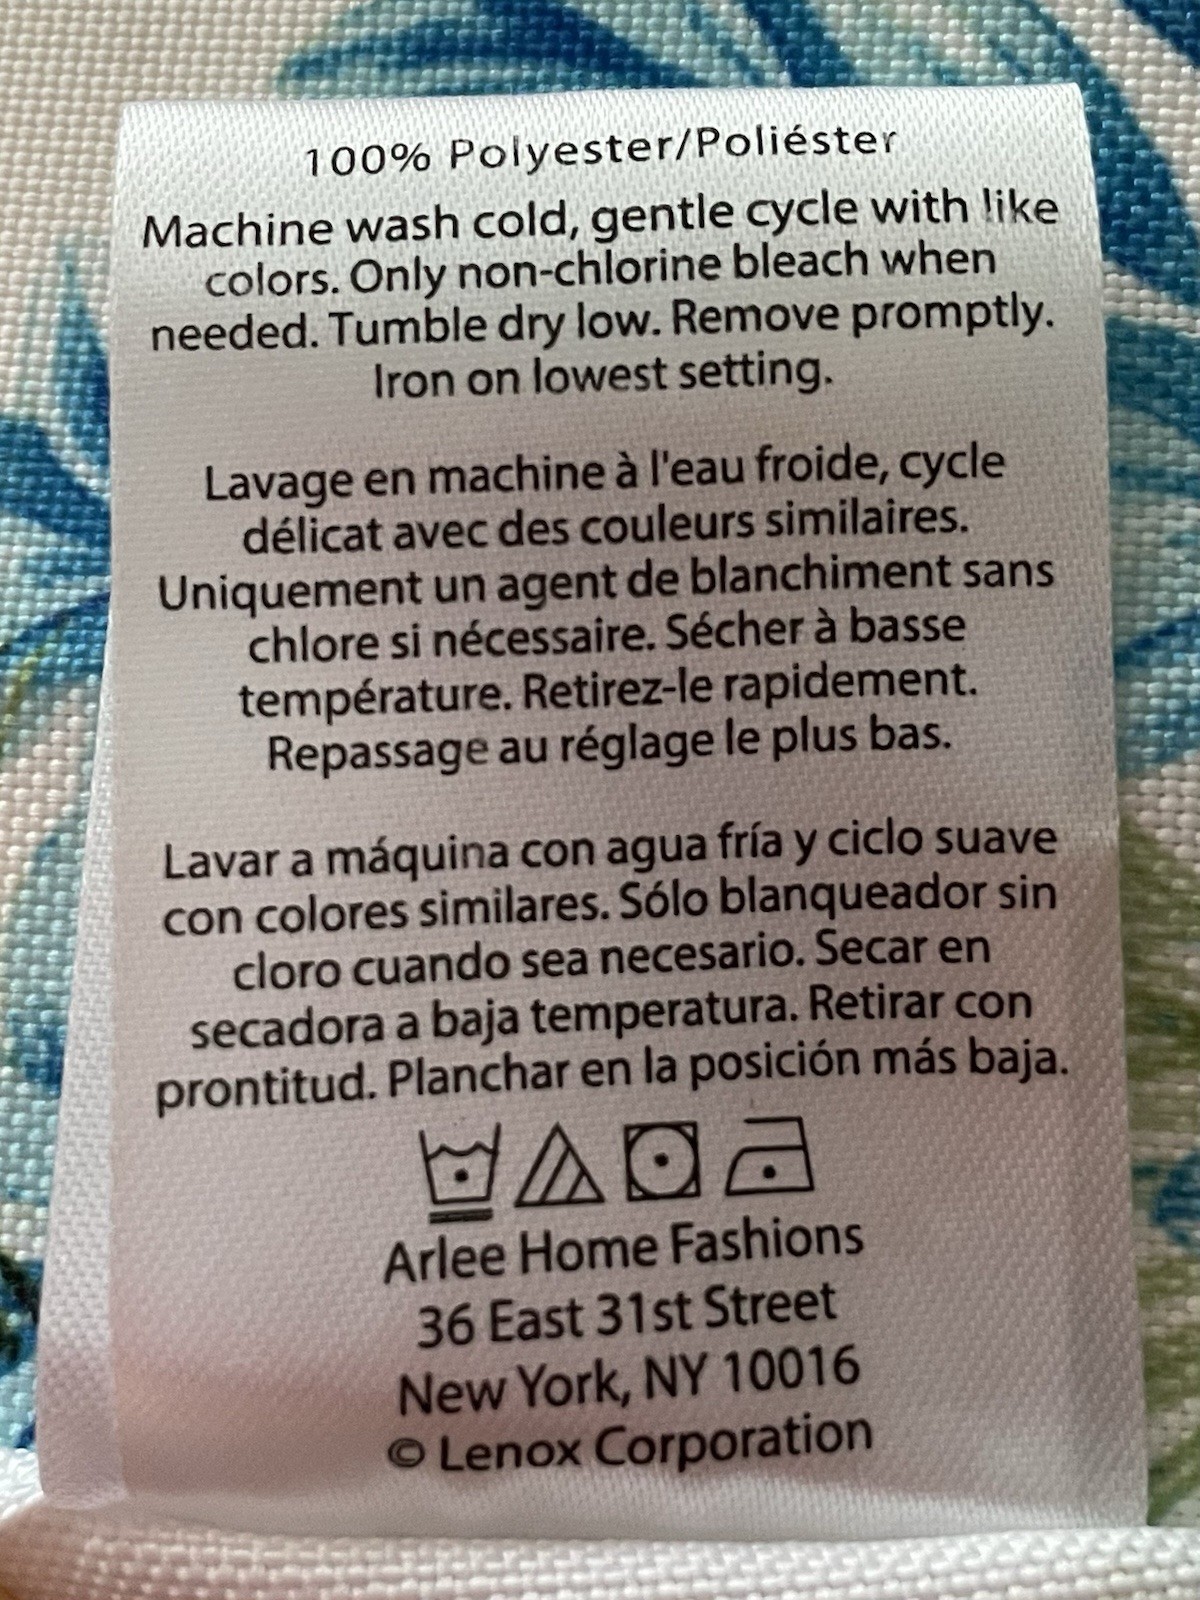 100% Polyester/Poliéster
Machine wash cold, gentle cycle with like
colors. Only non-chlorine bleach when
needed. Tumble dry low. Remove promptly.
Iron on lowest setting.
Lavage en machine à l'eau froide, cycle
délicat avec des couleurs similaires.
Uniquement un agent de blanchiment sans
chlore si nécessaire. Sécher à basse
température. Retirez-le rapidement.
Repassage au réglage le plus bas.
Lavar a máquina con agua fría y ciclo suave
con colores similares. Sólo blanqueador sin
cloro cuando sea necesario. Secar en
secadora a baja temperatura. Retirar con
prontitud. Planchar en la posición más baja.
Arlee Home Fashions
36 East 31st Street
New York, NY 10016
© Lenox Corporation